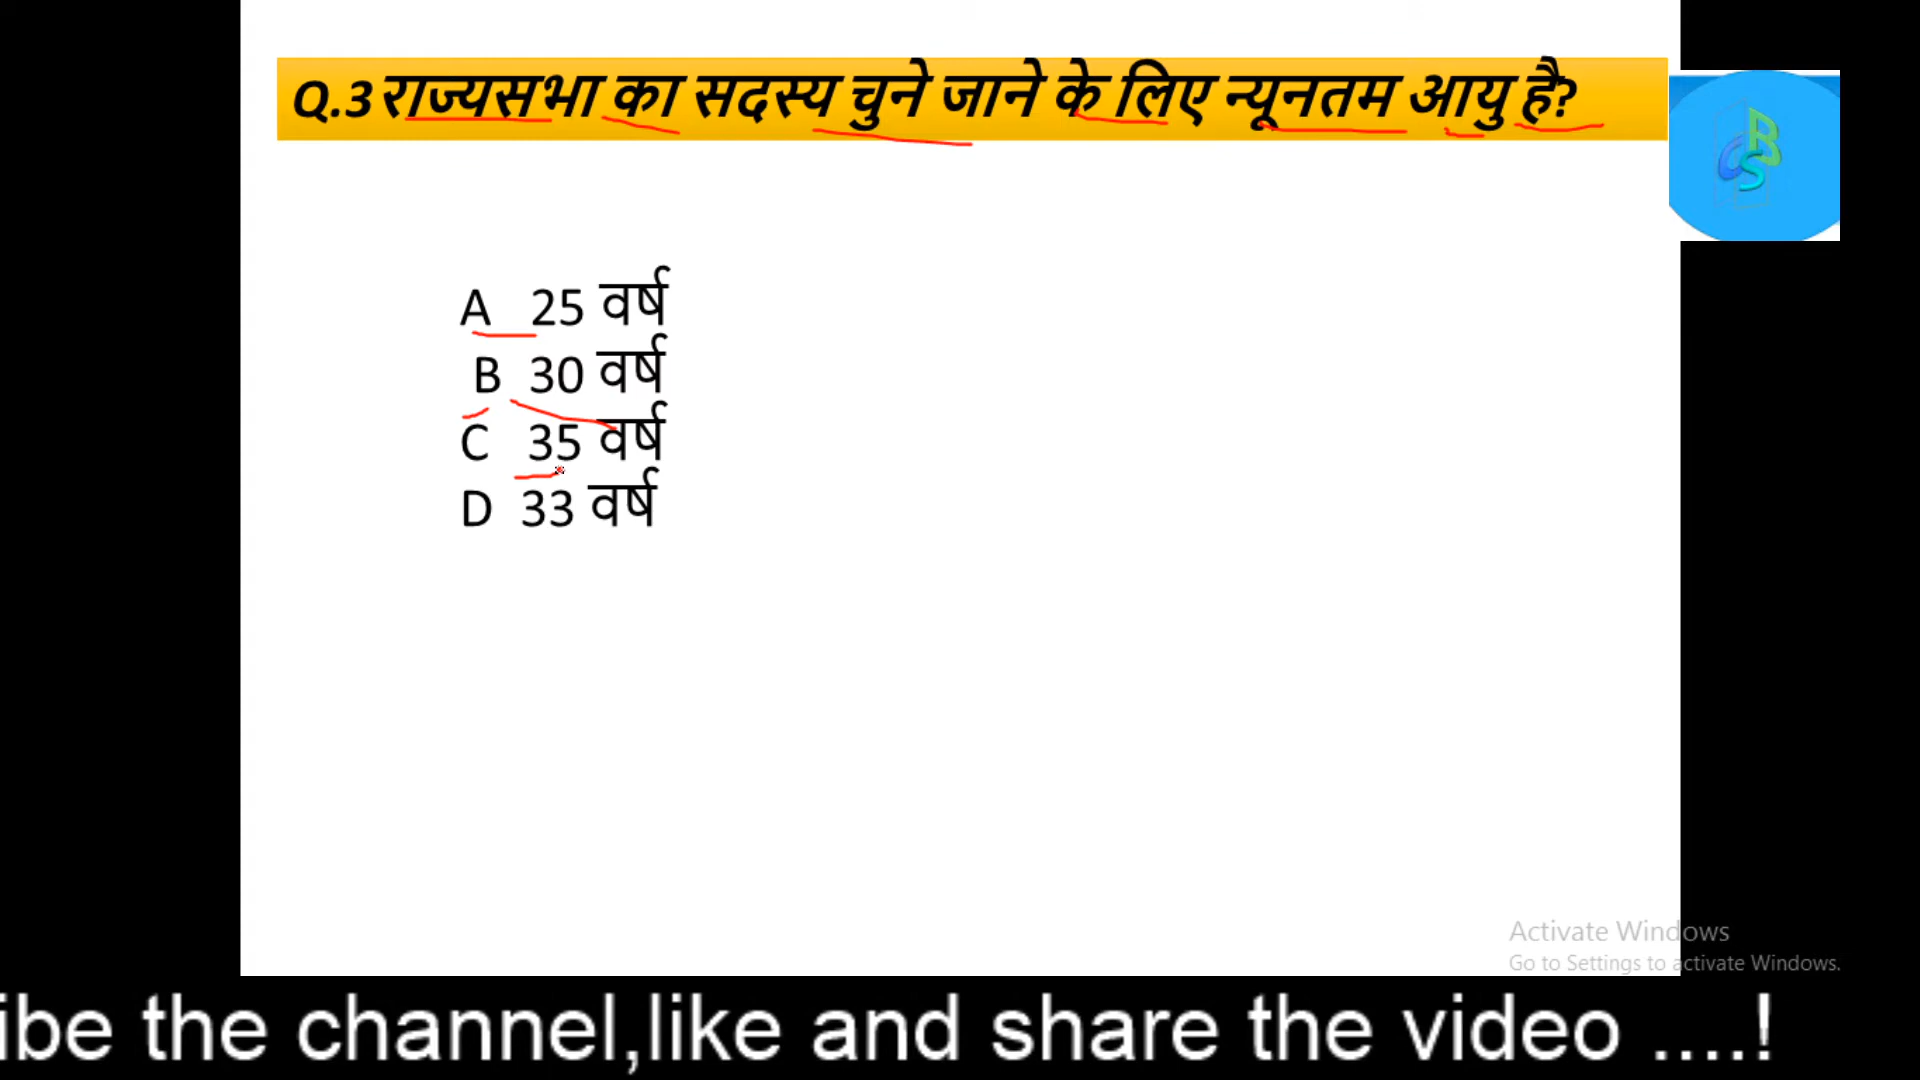 Q.3 राज्यसभा का सदस्य चुने जाने के लिए न्यूनतम आयु है?
B
C
S
A 25 वर्ष
B 30 वर्ष
C 35 वर्ष
D 33 वर्ष
Activate Windows
Go to Settings to activate Windows.
ibe the channel,like and share the video ....!